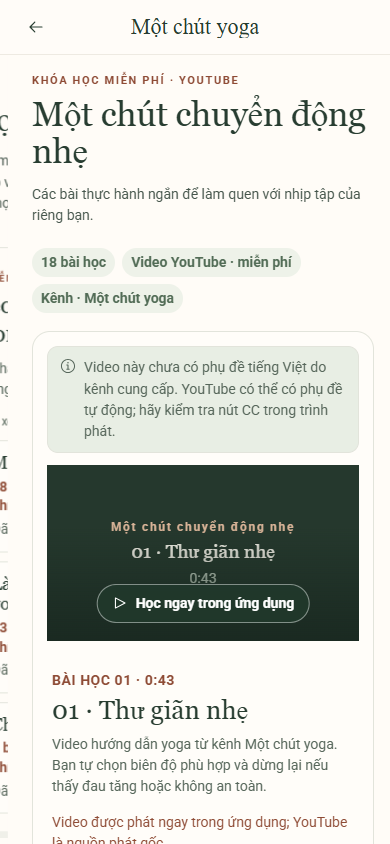 Một chút yoga
KHÓA HỌC MIỄN PHÍ · YOUTUBE
Một chút chuyển động
nhẹ
Các bài thực hành ngắn để làm quen với nhịp tập của
riêng bạn.
18 bài học
Video YouTube · miễn phí
Kênh · Một chút yoga
Video này chưa có phụ đề tiếng Việt do
kênh cung cấp. YouTube có thể có phụ đề
tự động; hãy kiểm tra nút CC trong trình
phát.
Một chút chuyển động nhẹ
01 · Thư giãn nhẹ
0:43
Học ngay trong ứng dụng
BÀI HỌC 01 · 0:43
01 · Thư giãn nhẹ
Video hướng dẫn yoga từ kênh Một chút yoga.
Bạn tự chọn biên độ phù hợp và dừng lại nếu
thấy đau tăng hoặc không an toàn.
Video được phát ngay trong ứng dụng; YouTube
là nguồn phát gốc